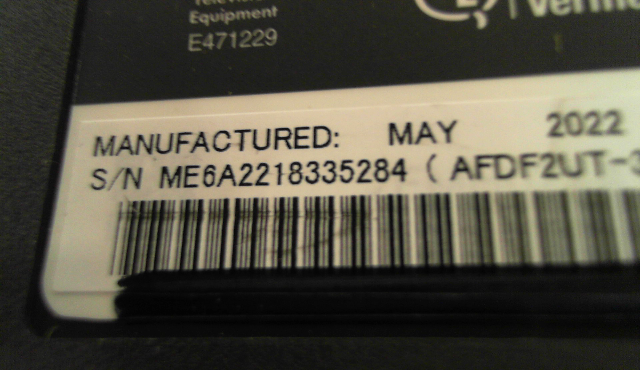 Equipment
E471229
MANUFACTURED: MAY 2022
S/N ME6A2218335284 ( AFDF2UT-